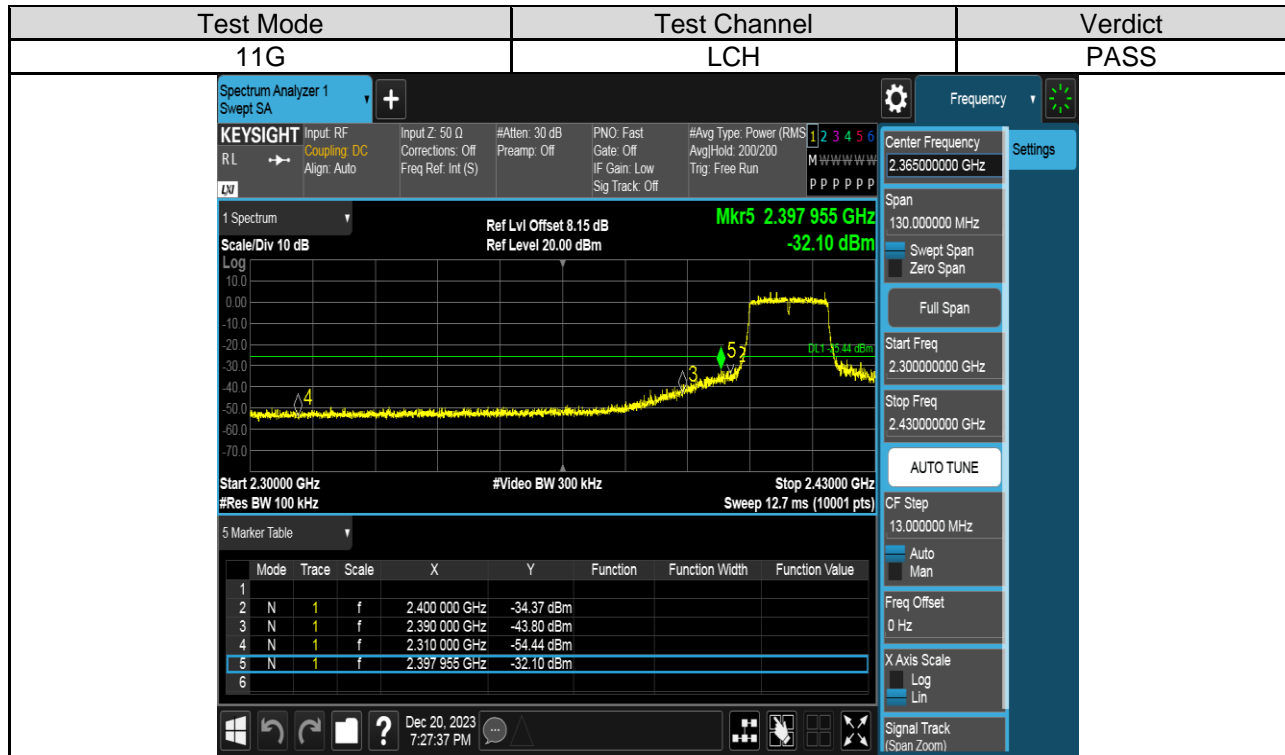 Test Mode Test Channel Verdict
11G LCH PASS
Spectrum Analyzer 1
Swept SA
+
Frequency
KEYSIGHT
RL
LXI
Input: RF
Coupling: DC
Align: Auto
Input Z: 50 Ω
Corrections: Off
Freq Ref: Int (S)
#Atten: 30 dB
Preamp: Off
PNO: Fast
Gate: Off
IF Gain: Low
Sig Track: Off
#Avg Type: Power (RMS
Avg|Hold: 200/200
Trig: Free Run
1 2 3 4 5 6
M W W W W W
P P P P P P
1 Spectrum
Scale/Div 10 dB
Ref Lvl Offset 8.15 dB
Ref Level 20.00 dBm
Mkr5 2.397 955 GHz
-32.10 dBm
Log
10.0
0.00
-10.0
-20.0
-30.0
-40.0
-50.0
-60.0
-70.0
4
3
5
2
Start 2.30000 GHz
#Video BW 300 kHz
Stop 2.43000 GHz
#Res BW 100 kHz
Sweep 12.7 ms (10001 pts)
5 Marker Table
Mode Trace Scale X Y Function Function Width Function Value
1
2 N 1 f 2.400 000 GHz -34.37 dBm
3 N 1 f 2.390 000 GHz -43.80 dBm
4 N 1 f 2.310 000 GHz -54.44 dBm
5 N 1 f 2.397 955 GHz -32.10 dBm
6
?
Dec 20, 2023
7:27:37 PM
Center Frequency
2.365000000 GHz
Settings
Span
130.000000 MHz
Swept Span
Zero Span
Full Span
Start Freq
2.300000000 GHz
Stop Freq
2.430000000 GHz
AUTO TUNE
CF Step
13.000000 MHz
Auto
Man
Freq Offset
0 Hz
X Axis Scale
Log
Lin
Signal Track
(Span Zoom)